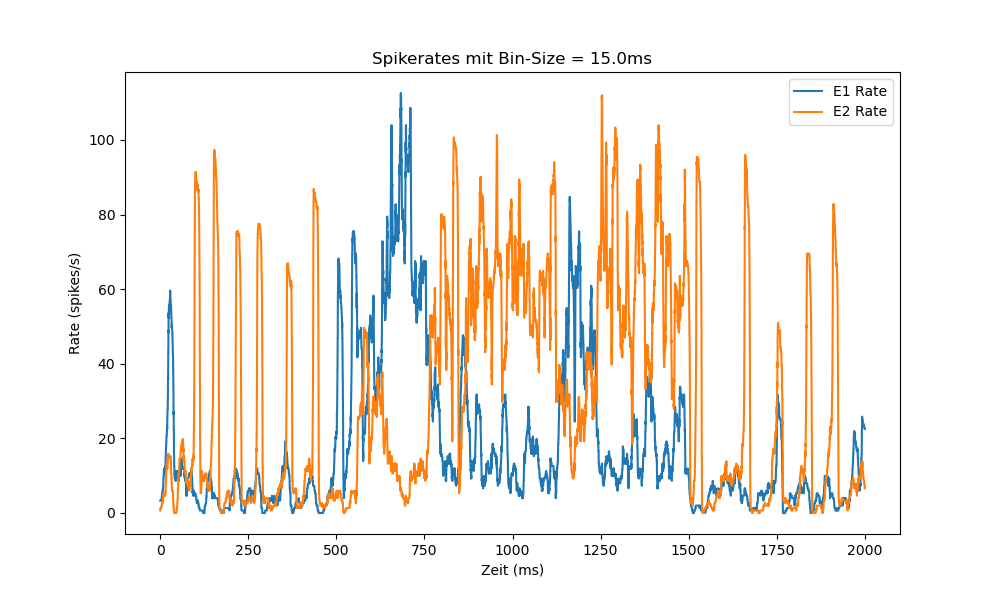 Spikerates mit Bin-Size = 15.0ms
E1 Rate
E2 Rate
Rate (spikes/s)
100
80
60
40
20
0
0 250 500 750 1000 1250 1500 1750 2000
Zeit (ms)